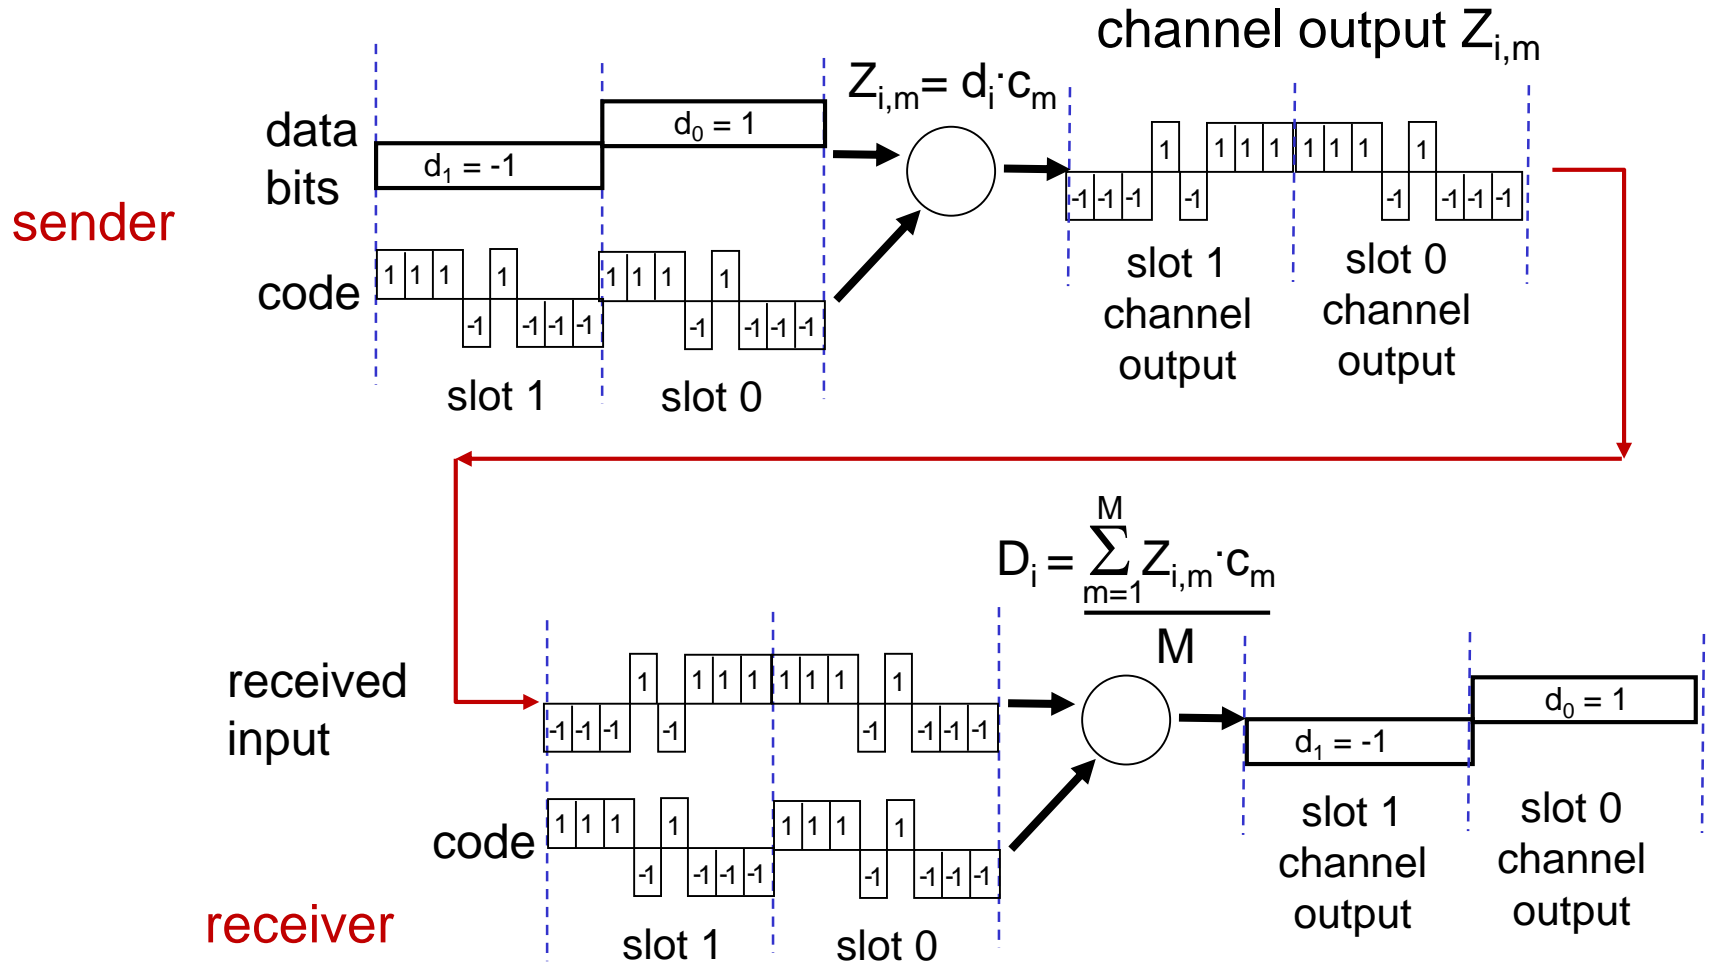 channel output Z_{i,m}
Z_{i,m}= d_i·c_m
data
bits
d_1 = -1
d_0 = 1
sender
code
1 1 1 -1 1 -1 -1 -1
1 1 1 -1 1 -1 -1 -1
slot 1
slot 0
-1 -1 -1 1 -1 1 1 1
1 1 1 -1 1 -1 -1 -1
slot 1
channel
output
slot 0
channel
output
D_i = Σ_{m=1}^{M} Z_{i,m}·c_m
M
received
input
-1 -1 -1 1 -1 1 1 1
1 1 1 -1 1 -1 -1 -1
code
1 1 1 -1 1 -1 -1 -1
1 1 1 -1 1 -1 -1 -1
receiver
slot 1
slot 0
d_1 = -1
d_0 = 1
slot 1
channel
output
slot 0
channel
output